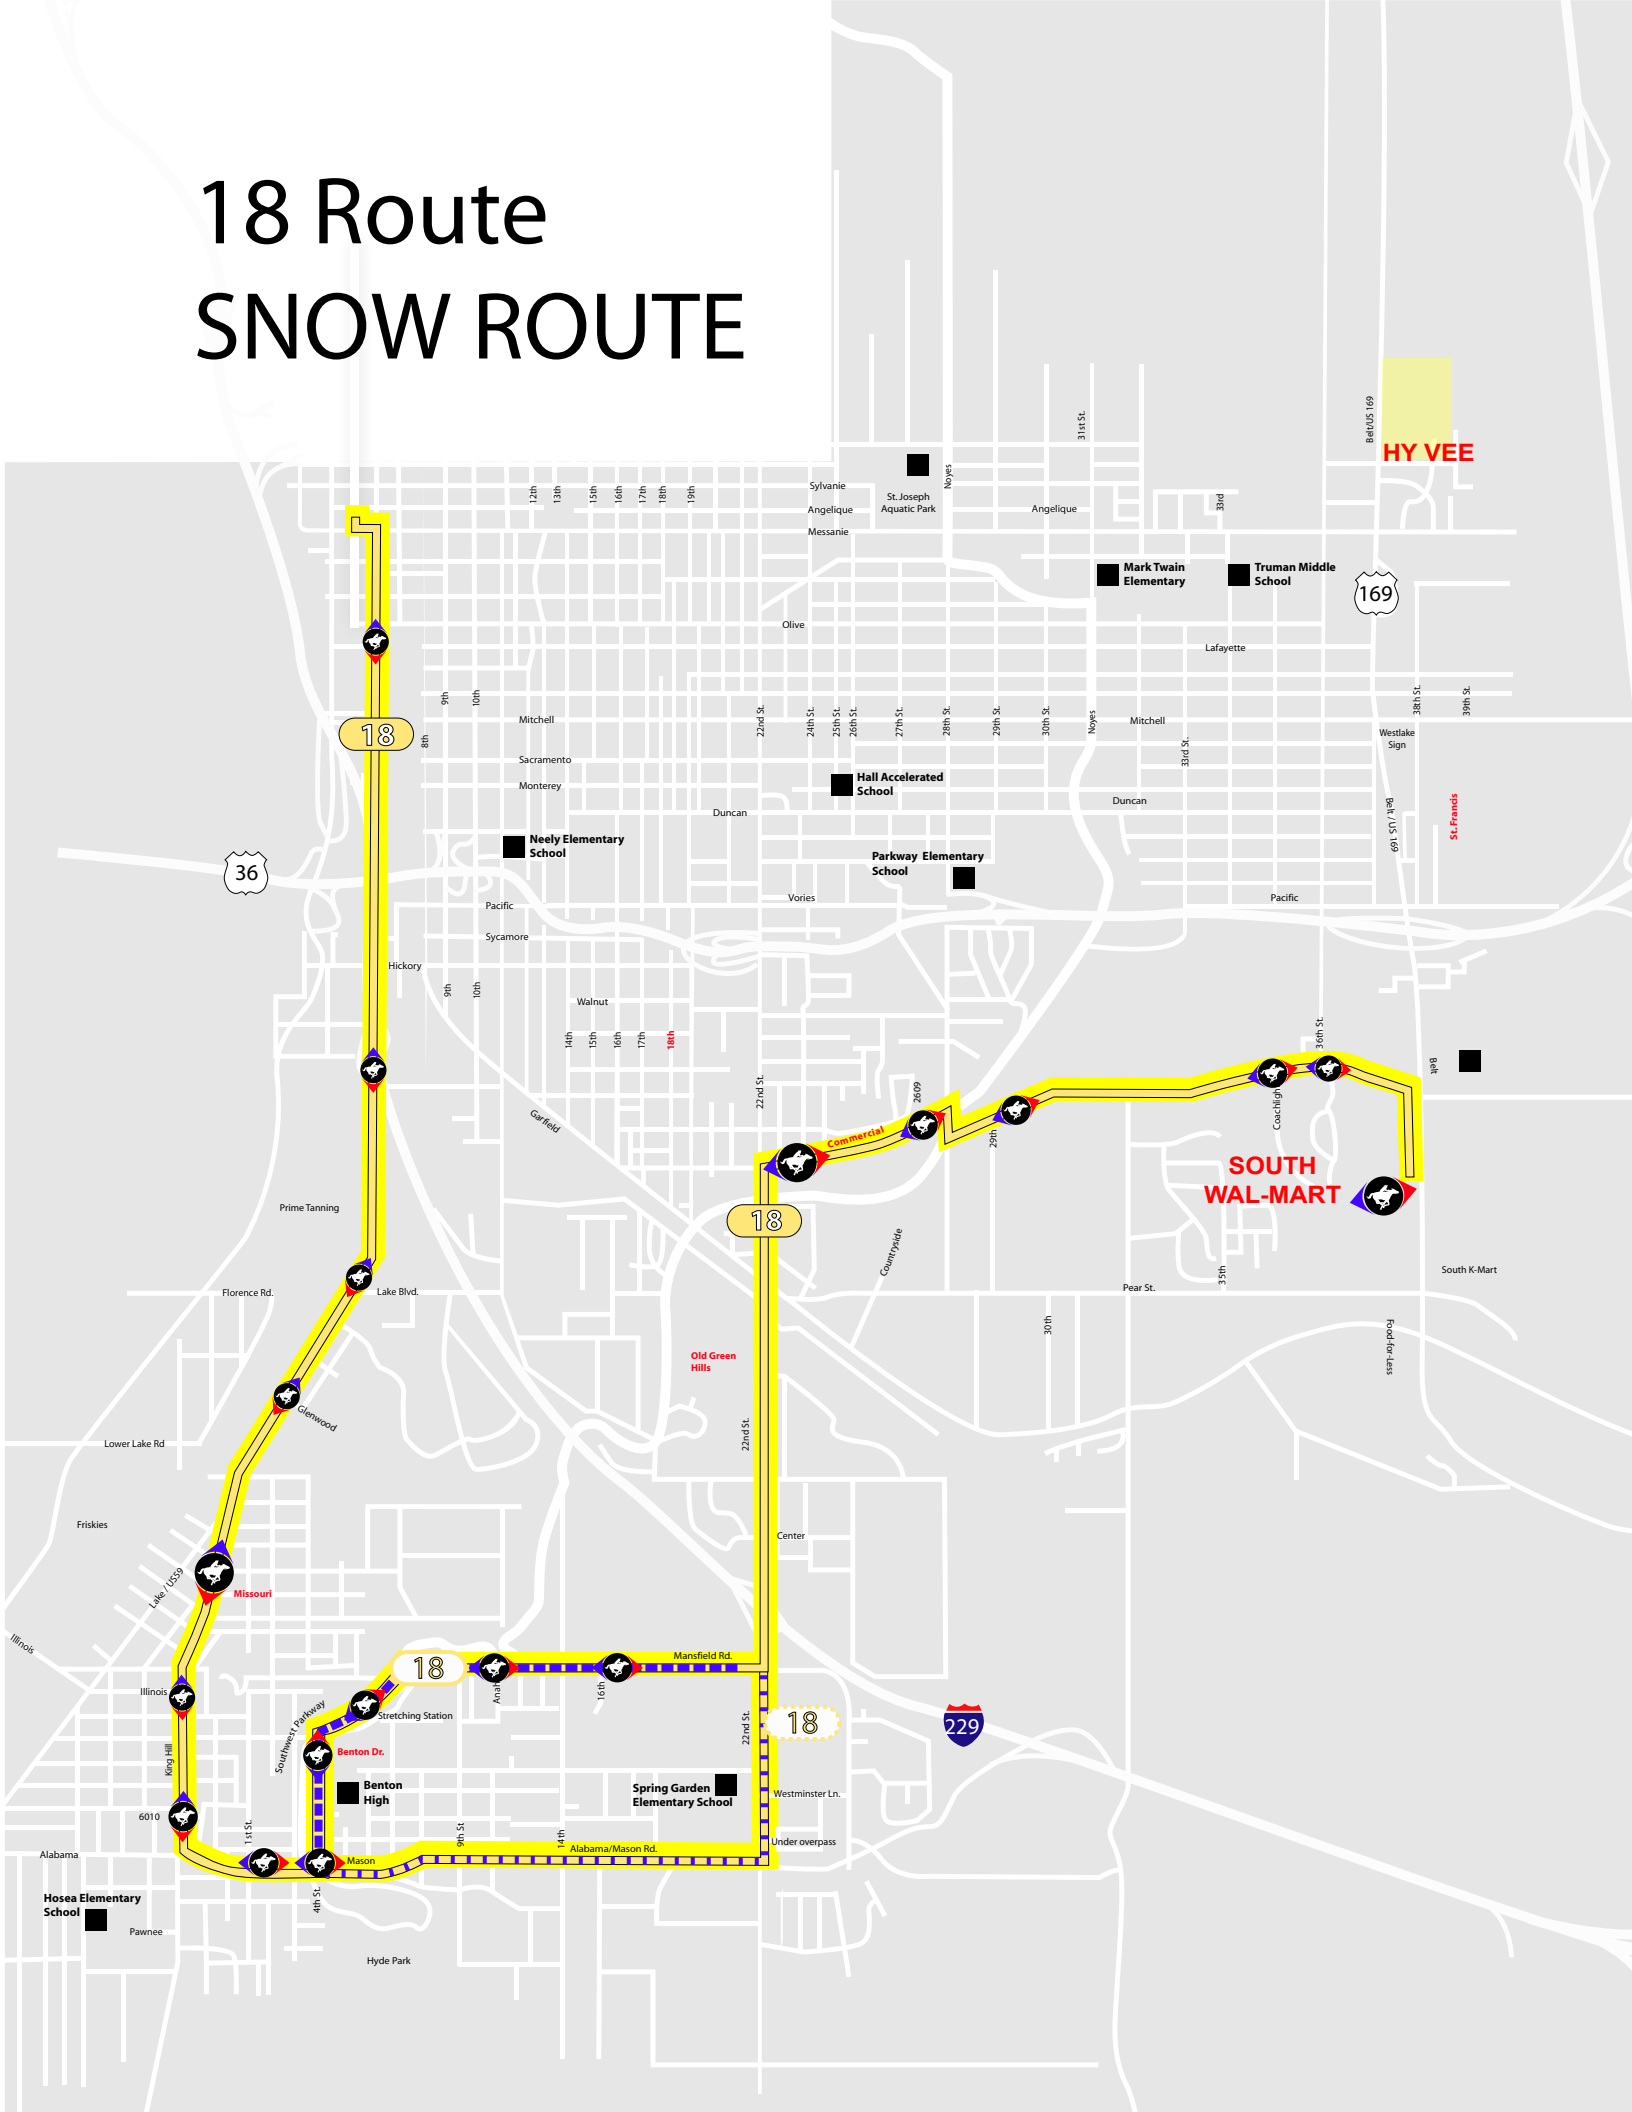 18 Route
SNOW ROUTE
Belt/US 169
31st St.
HY VEE
12th
13th
15th
16th
17th
18th
19th
Sylvanie
Angelique
Messanie
St. Joseph
Aquatic Park
Noyes
Angelique
33rd
Mark Twain
Elementary
Truman Middle
School
169
Olive
Lafayette
9th
10th
8th
18
Mitchell
Sacramento
Monterey
22nd St.
24th St.
25th St.
26th St.
27th St.
28th St.
29th St.
30th St.
Noyes
Mitchell
33rd St.
38th St.
39th St.
Westlake
Sign
Hall Accelerated
School
Duncan
Duncan
Belt / US 169
St. Francis
Neely Elementary
School
Parkway Elementary
School
36
Pacific
Vories
Pacific
Sycamore
Hickory
9th
10th
Walnut
14th
15th
16th
17th
18th
36th St.
Belt
22nd St.
2609
Garfield
Commercial
29th
Coachligh
SOUTH
WAL-MART
Prime Tanning
18
Countryside
35th
South K-Mart
Florence Rd.
Lake Blvd.
Pear St.
30th
Food-for-Less
Old Green
Hills
Glenwood
22nd St.
Lower Lake Rd
Friskies
Center
Lake / US59
Missouri
Illinois
Mansfield Rd.
18
Anah
16th
Illinois
Southwest Parkway
Stretching Station
22nd St.
18
229
King Hill
Benton Dr.
Benton
High
Spring Garden
Elementary School
Westminster Ln.
6010
1st St.
9th St
14th
Under overpass
Alabama
Mason
Alabama/Mason Rd.
Hosea Elementary
School
4th St.
Pawnee
Hyde Park